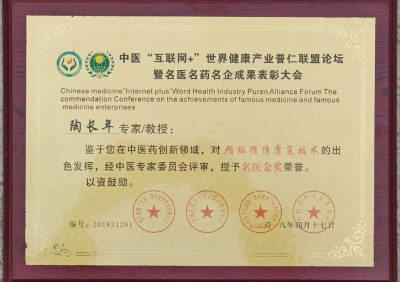 中医“互联网+”世界健康产业普仁联盟论坛
暨名医名药名企成果表彰大会
Chinese medicine"Internet plus"Word Health Industry Puren Alliance Forum The
commendation Conference on the achievements of famous medicine and famous
medicine enterprises
陶长年 专家/教授：
鉴于您在中医药创新领域，对 颅脑损伤康复技术 的出
色发挥，经中医专家委员会评审，授予 名医金奖 荣誉。
以资鼓励。
编号：201831261
一八年四月十七日